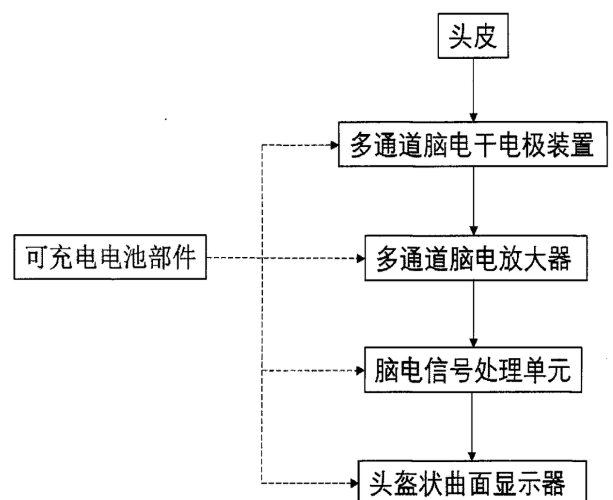 头皮
多通道脑电干电极装置
可充电电池部件
多通道脑电放大器
脑电信号处理单元
头盔状曲面显示器